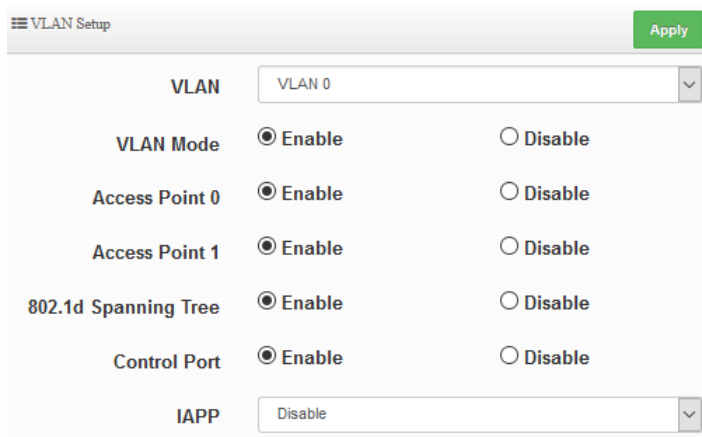 VLAN Setup
Apply
VLAN VLAN 0
VLAN Mode Enable Disable
Access Point 0 Enable Disable
Access Point 1 Enable Disable
802.1d Spanning Tree Enable Disable
Control Port Enable Disable
IAPP Disable